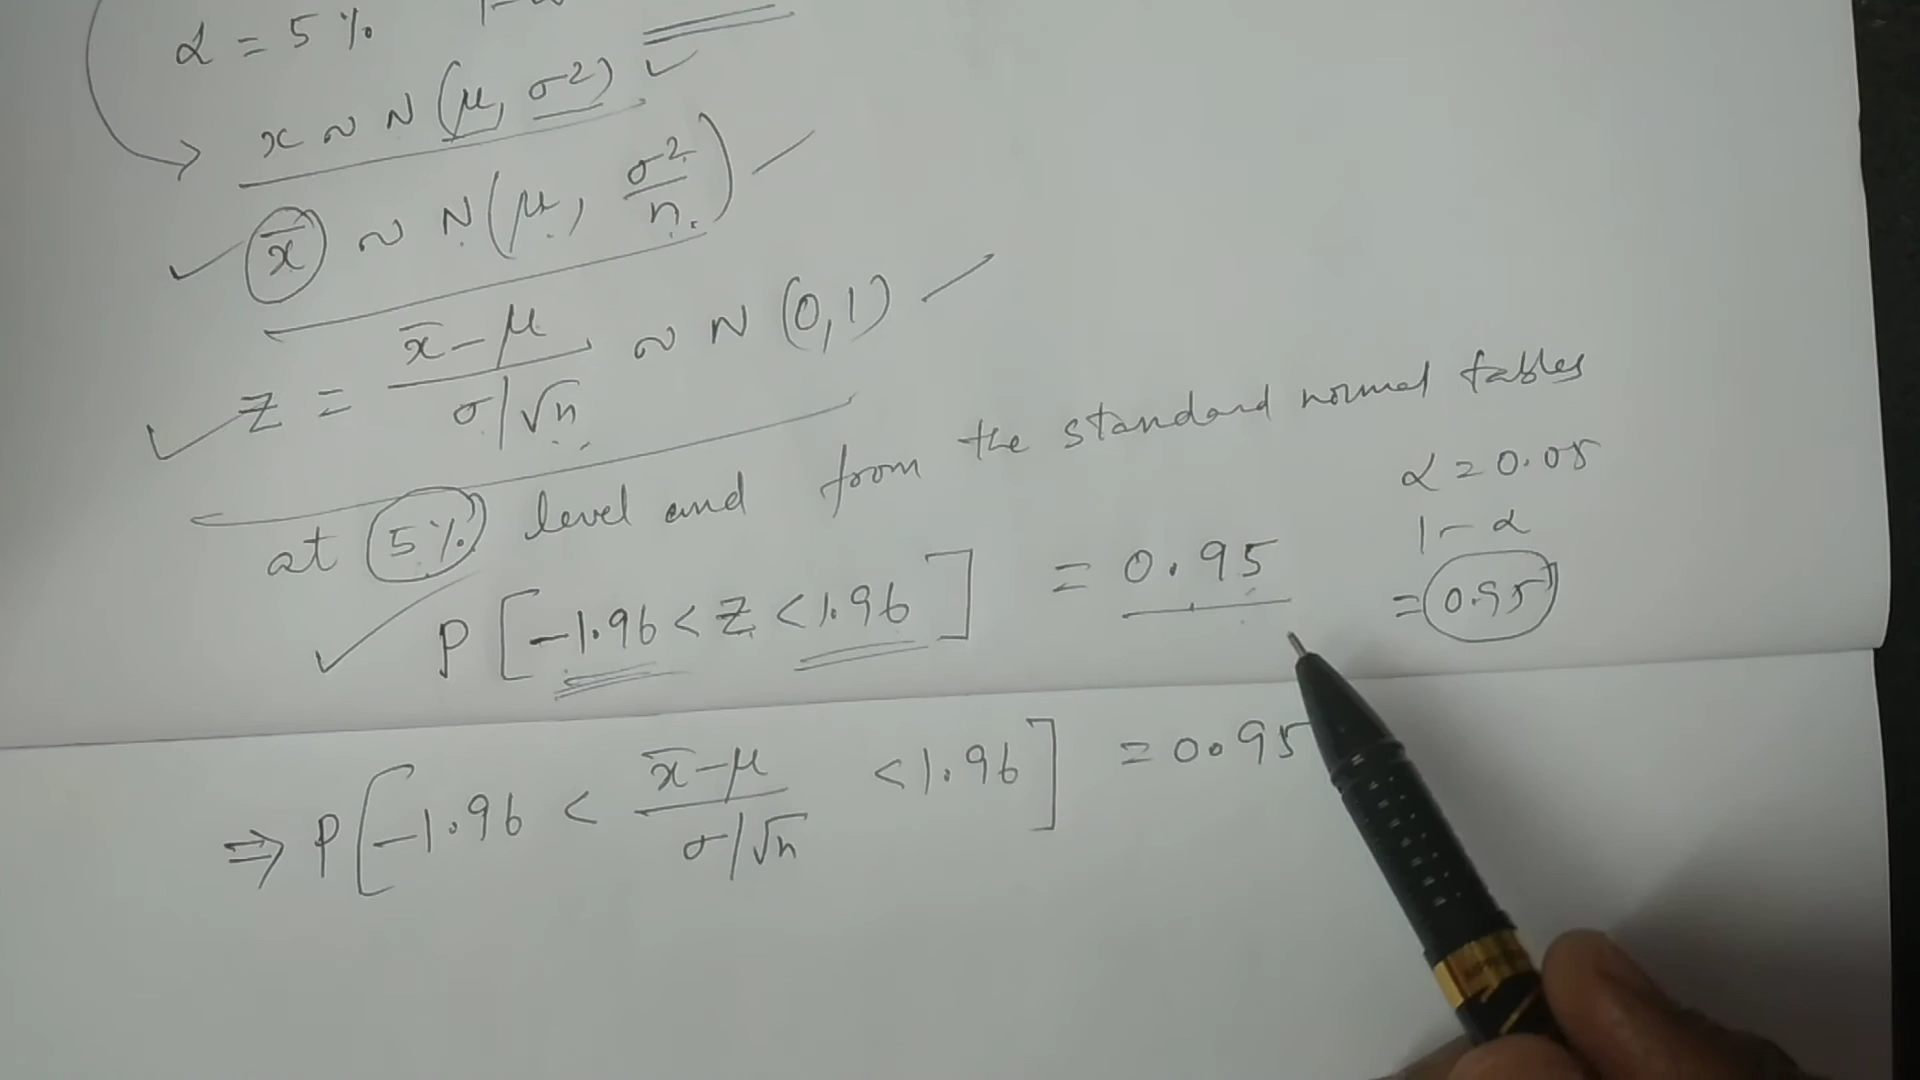 α = 5 %
x ~ N (μ, σ²)
x̄ ~ N (μ, σ²/n)
z = (x̄ - μ)/(σ/√n) ~ N (0,1)
at 5% level and from the standard normal tables
α = 0.05
1 - α
= 0.95
P [-1.96 < z < 1.96] = 0.95
⇒ P [-1.96 < (x̄ - μ)/(σ/√n) < 1.96] = 0.95